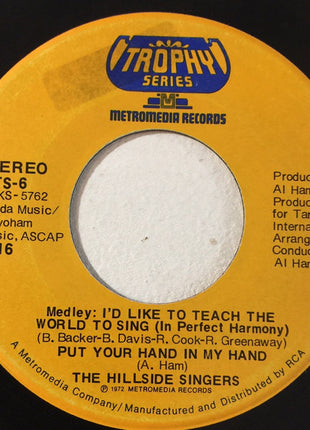 TROPHY
SERIES
METROMEDIA RECORDS
TEREO
TS-6
KS-5762
da Music/
yoham
sic, ASCAP
16
Produc
Al Ham
Produc
for Tar
Interna
Arrang
Conduc
Al Ham
Medley: I'D LIKE TO TEACH THE
WORLD TO SING (In Perfect Harmony)
(B. Backer-B. Davis-R. Cook-R. Greenaway)
PUT YOUR HAND IN MY HAND
(A. Ham)
THE HILLSIDE SINGERS
℗ 1972 METROMEDIA RECORDS
A Metromedia Company/Manufactured and Distributed by RCA